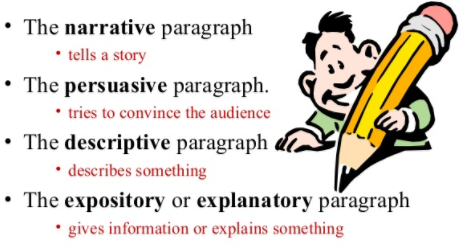 • The narrative paragraph
• tells a story
• The persuasive paragraph.
• tries to convince the audience
• The descriptive paragraph
• describes something
• The expository or explanatory paragraph
• gives information or explains something